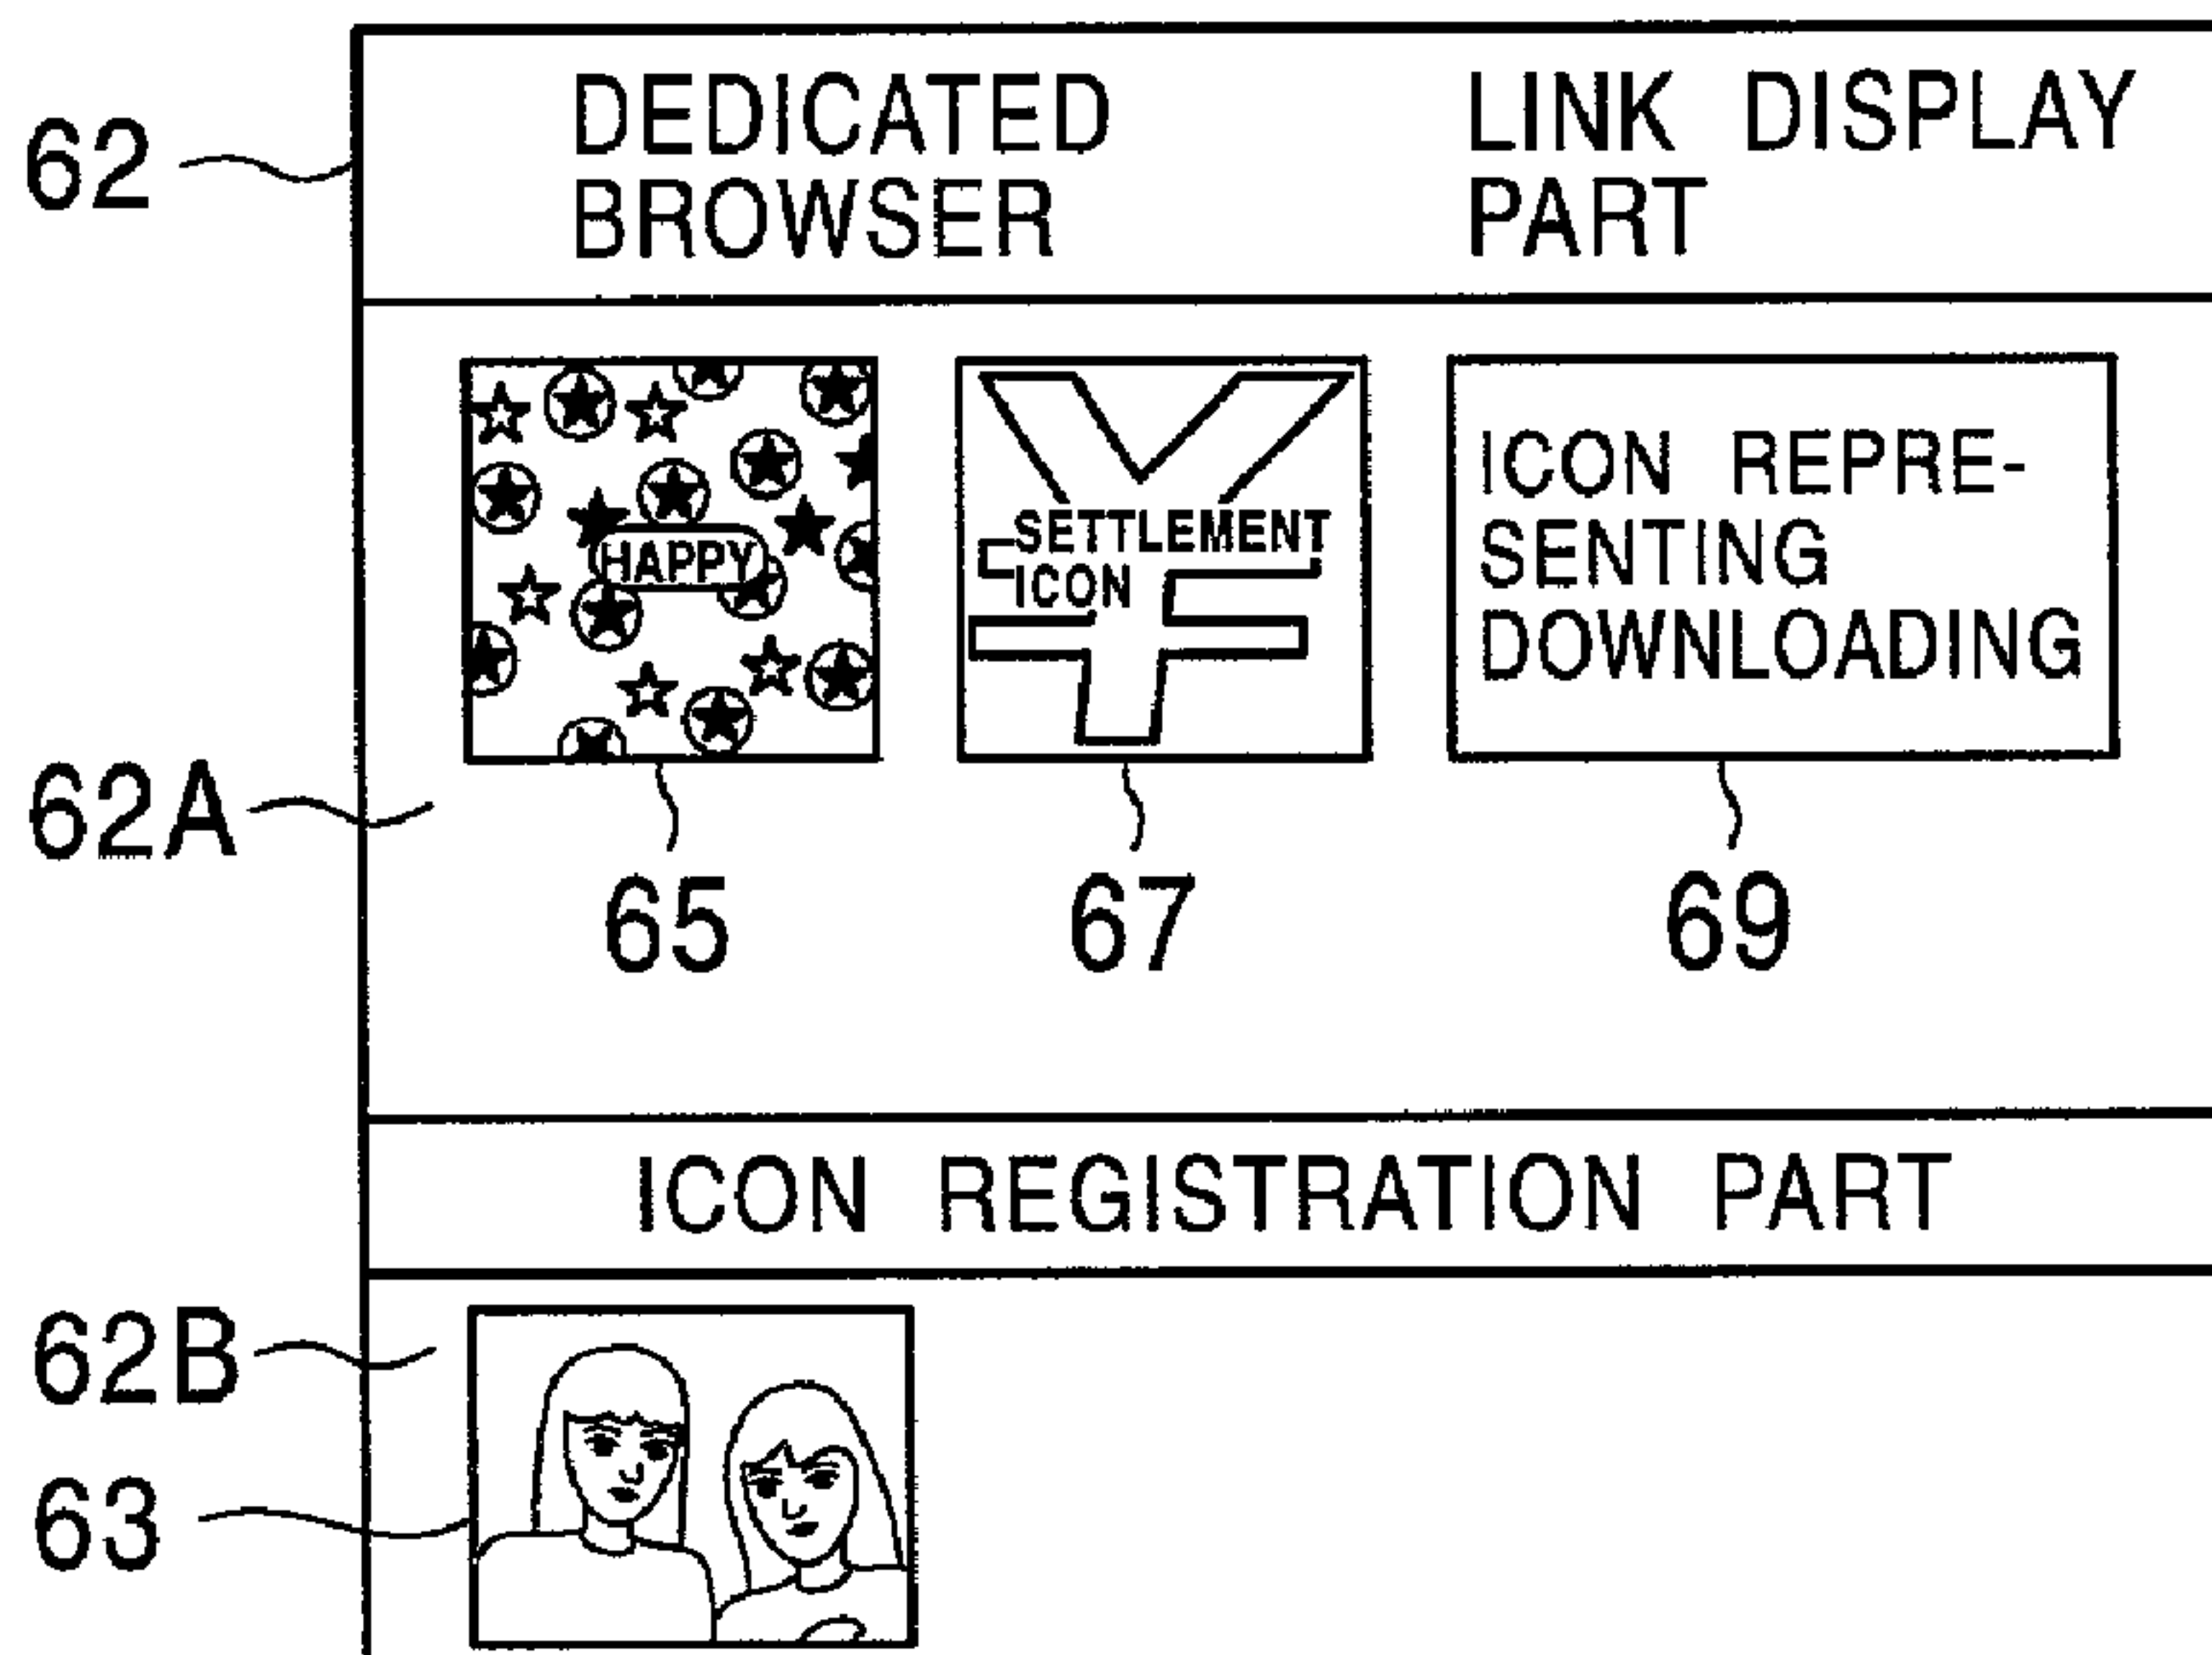 DEDICATED BROWSER
LINK DISPLAY PART
62
HAPPY
SETTLEMENT
ICON
ICON REPRE-
SENTING
DOWNLOADING
62A
65
67
69
ICON REGISTRATION PART
62B
63